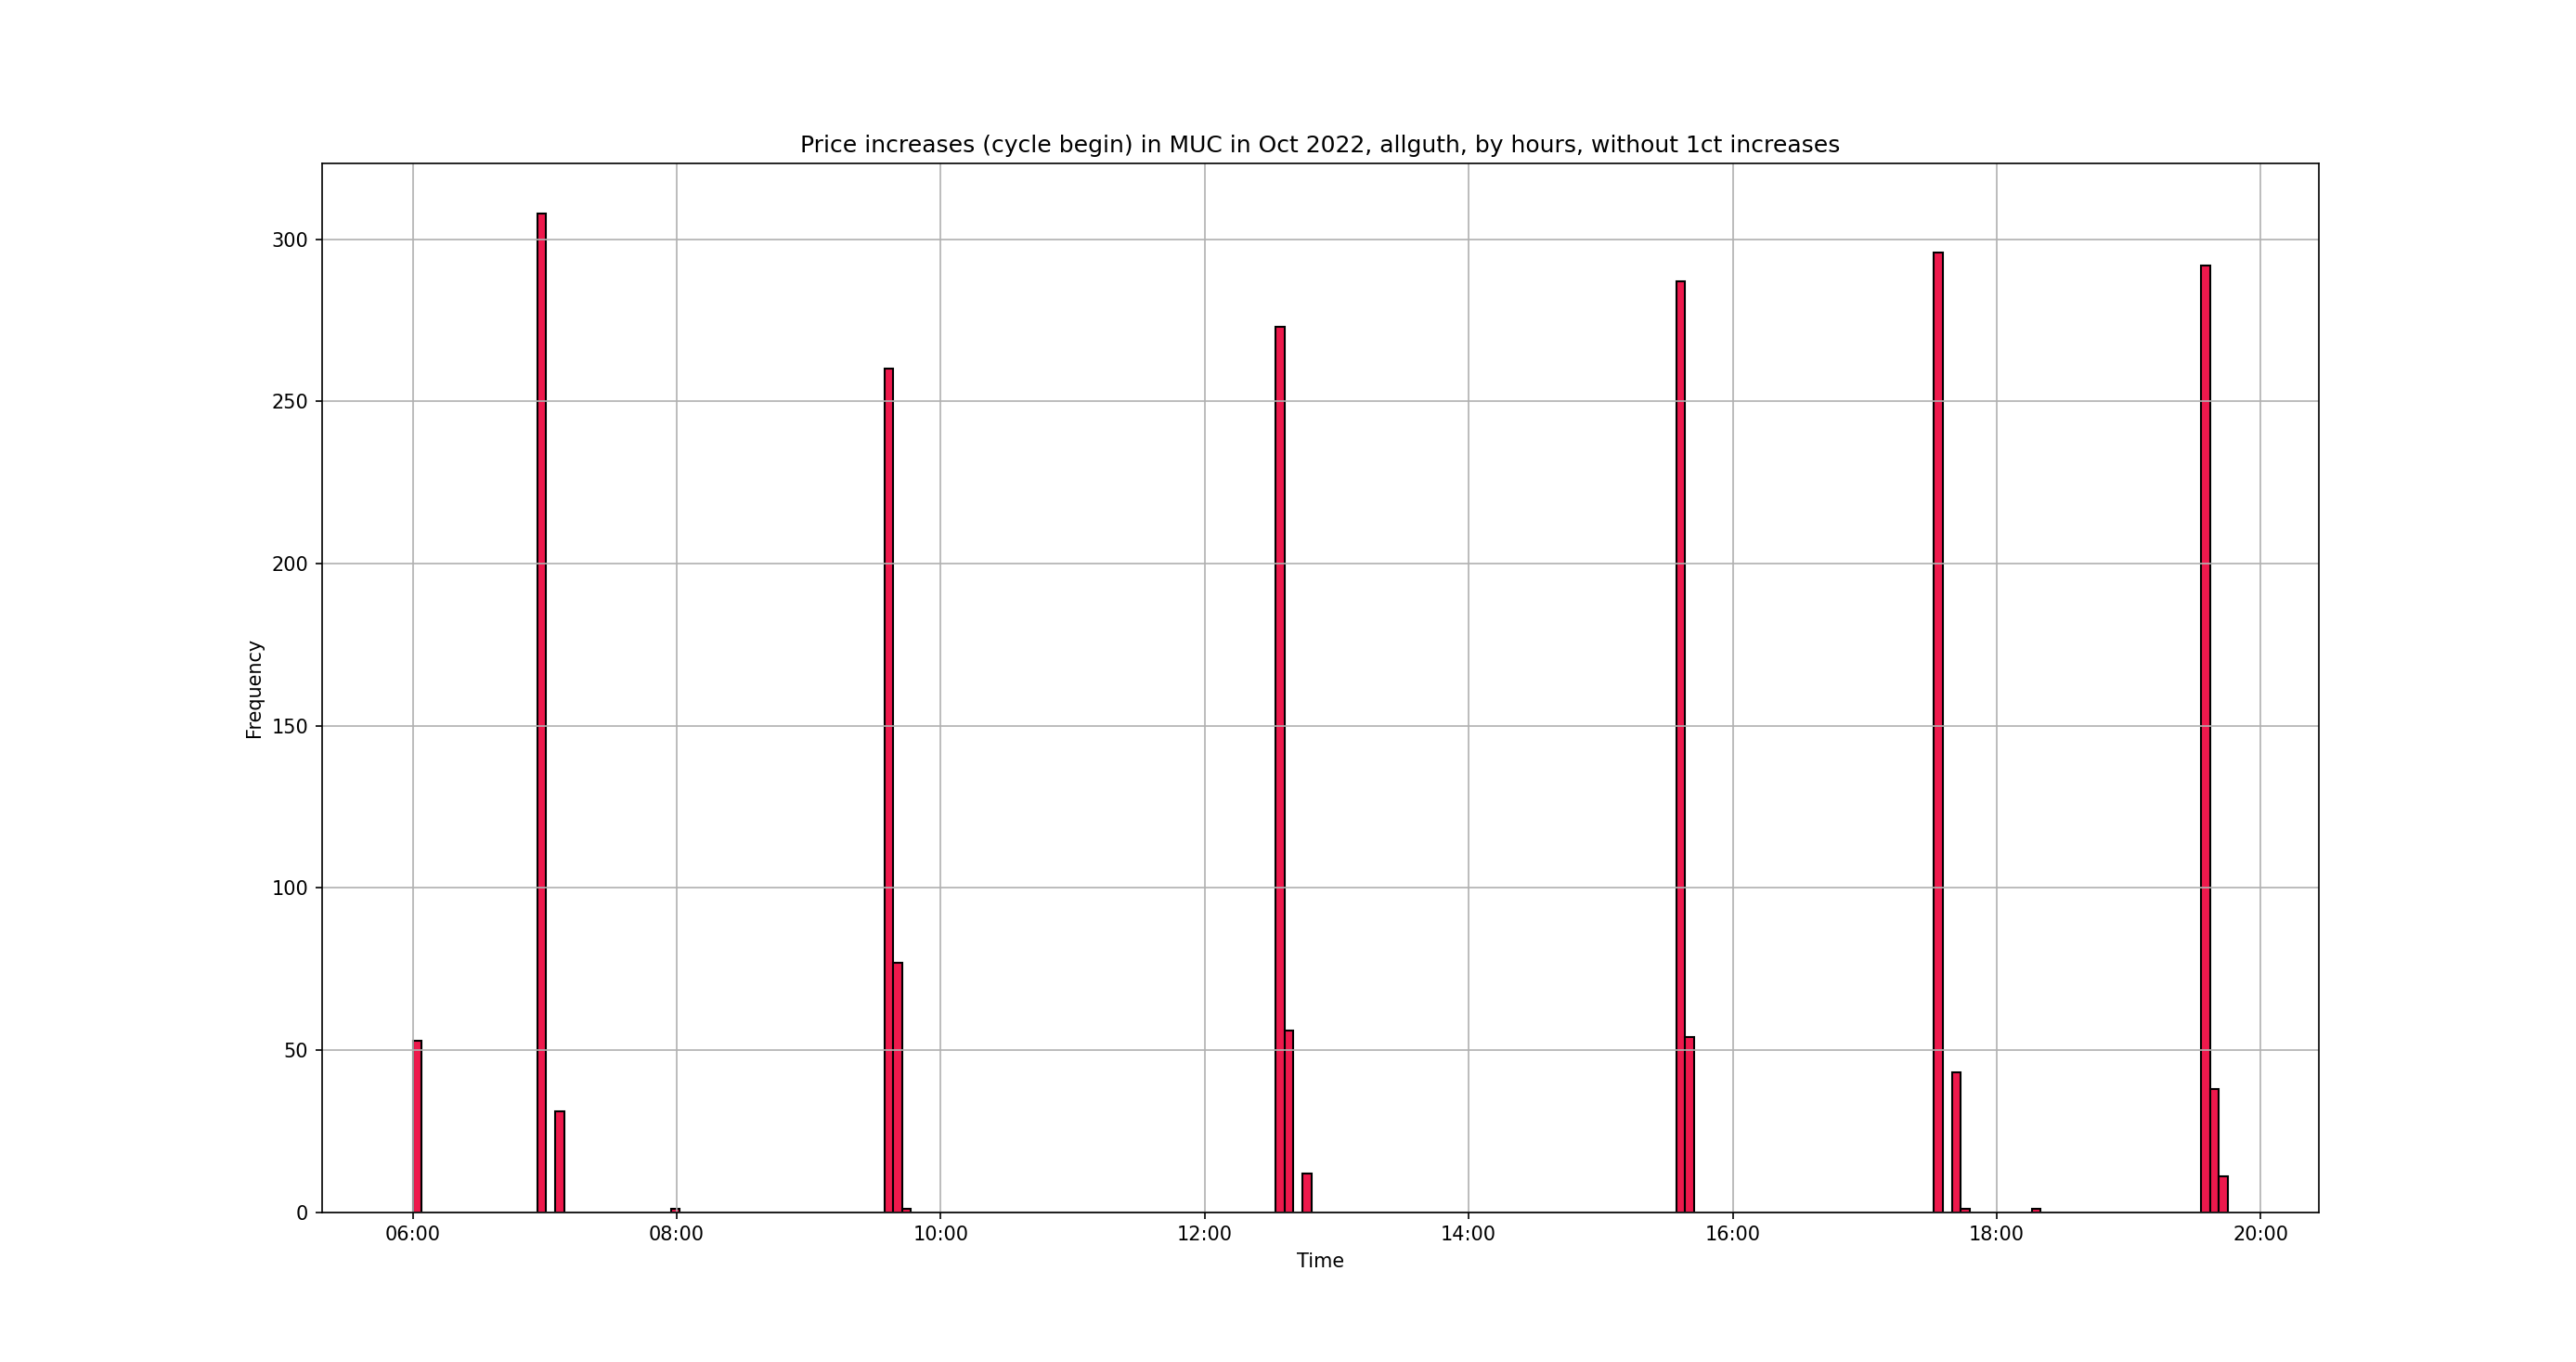 Price increases (cycle begin) in MUC in Oct 2022, allguth, by hours, without 1ct increases
300
250
200
150
100
50
0
Frequency
06:00 08:00 10:00 12:00 14:00 16:00 18:00 20:00
Time